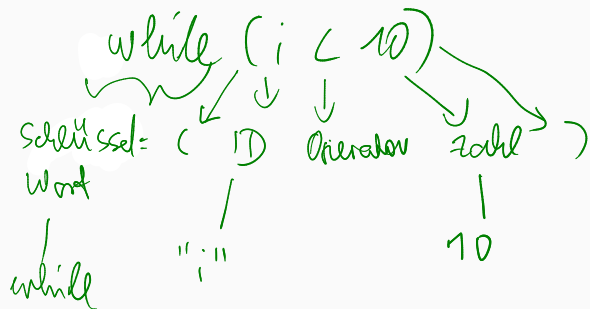 while (i < 10)
Schlüssel= ( ID Operator Zahl )
Wort
"i" 10
while